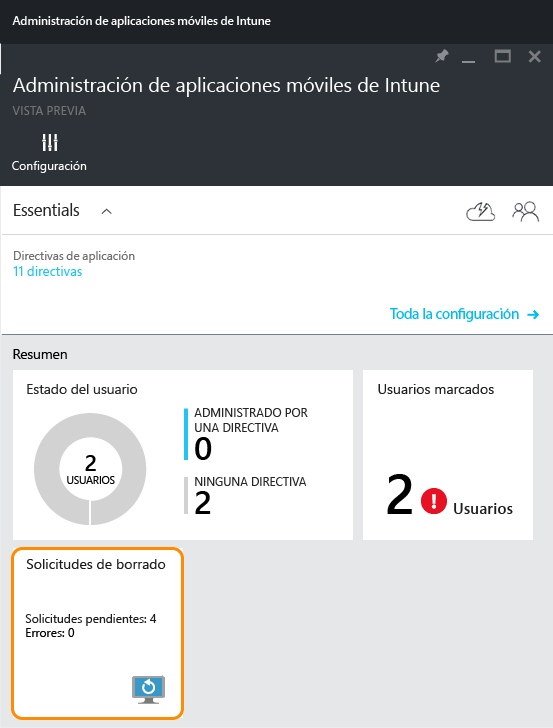 Administración de aplicaciones móviles de Intune
Administración de aplicaciones móviles de Intune
VISTA PREVIA
Configuración
Essentials
Directivas de aplicación
11 directivas
Toda la configuración
Resumen
Estado del usuario
2
USUARIOS
ADMINISTRADO POR
UNA DIRECTIVA
0
NINGUNA DIRECTIVA
2
Usuarios marcados
2 Usuarios
Solicitudes de borrado
Solicitudes pendientes: 4
Errores: 0